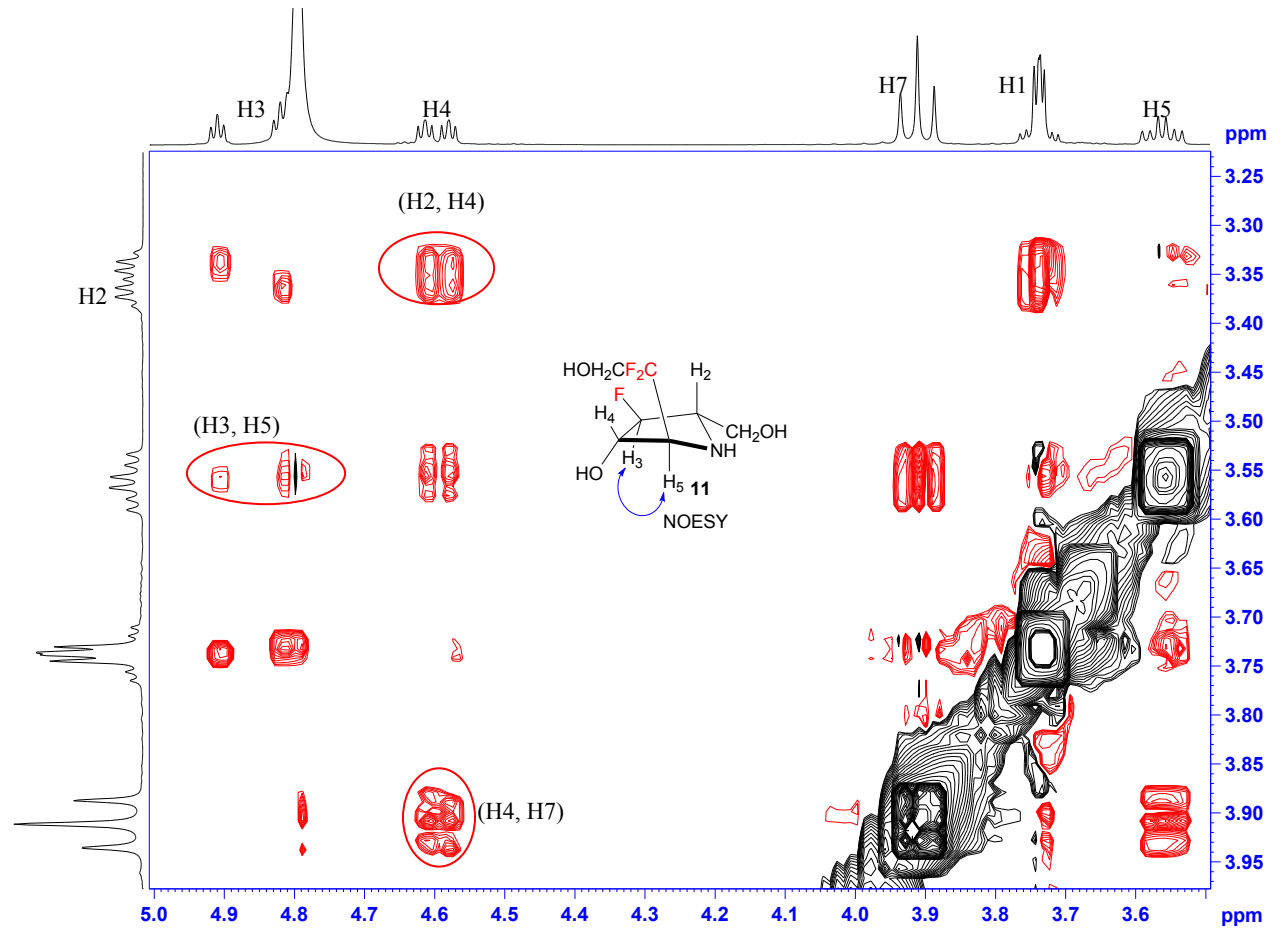 H3
H4
H7
H1
H5
ppm
3.25
3.30
3.35
3.40
3.45
3.50
3.55
3.60
3.65
3.70
3.75
3.80
3.85
3.90
3.95
H2
(H2, H4)
(H3, H5)
(H4, H7)
HOH₂CF₂C
H₂
F
H₄
CH₂OH
NH
H₃
HO
H₅ 11
NOESY
5.0 4.9 4.8 4.7 4.6 4.5 4.4 4.3 4.2 4.1 4.0 3.9 3.8 3.7 3.6 ppm